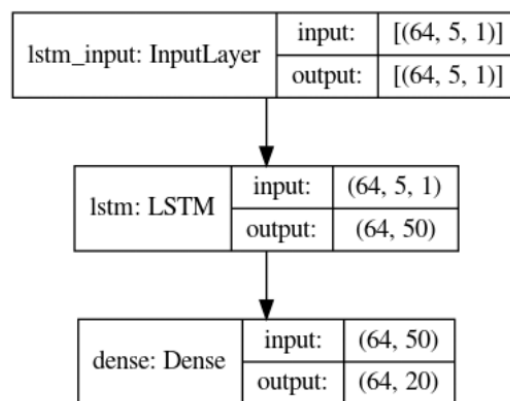 lstm_input: InputLayer
input: [(64, 5, 1)]
output: [(64, 5, 1)]
lstm: LSTM
input: (64, 5, 1)
output: (64, 50)
dense: Dense
input: (64, 50)
output: (64, 20)